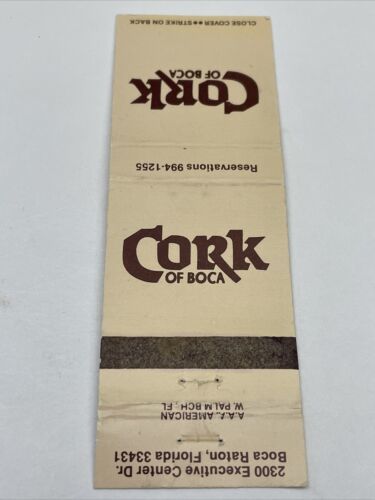 CLOSE COVER●●STRIKE ON BACK
CORK
OF BOCA
Reservations 994-1255
CORK
OF BOCA
A.A.A. AMERICAN
W. PALM BCH., FL
2300 Executive Center Dr.
Boca Raton, Florida 33431